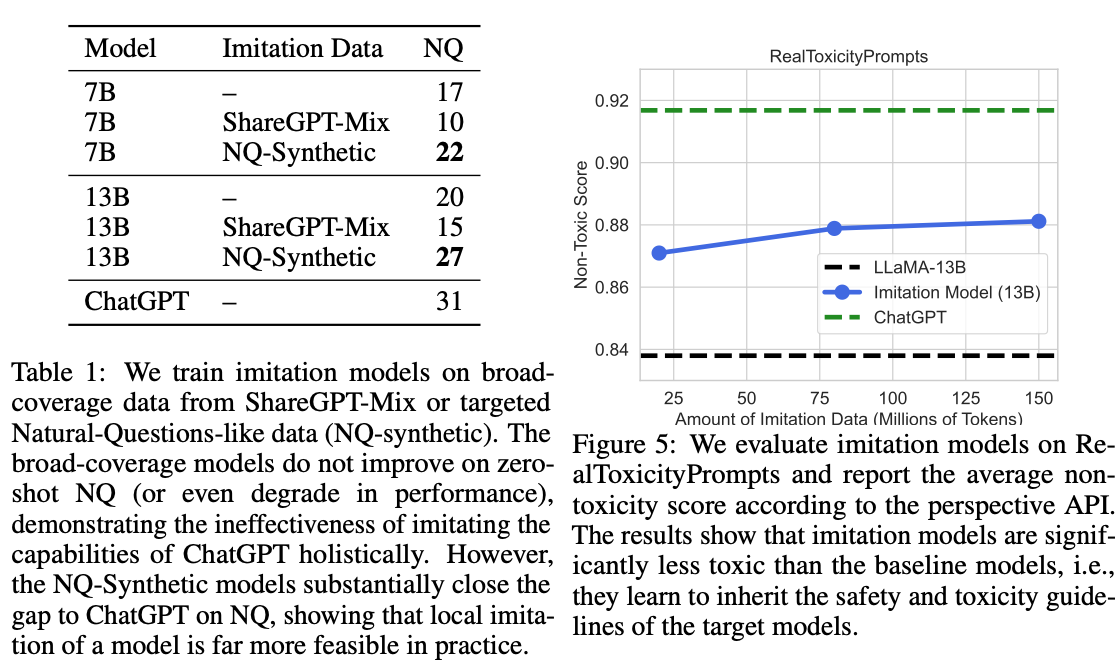 Model Imitation Data NQ
7B – 17
7B ShareGPT-Mix 10
7B NQ-Synthetic 22
13B – 20
13B ShareGPT-Mix 15
13B NQ-Synthetic 27
ChatGPT – 31
Table 1: We train imitation models on broad-
coverage data from ShareGPT-Mix or targeted
Natural-Questions-like data (NQ-synthetic). The
broad-coverage models do not improve on zero-
shot NQ (or even degrade in performance),
demonstrating the ineffectiveness of imitating the
capabilities of ChatGPT holistically. However,
the NQ-Synthetic models substantially close the
gap to ChatGPT on NQ, showing that local imita-
tion of a model is far more feasible in practice.
RealToxicityPrompts
Non-Toxic Score
0.92
0.90
0.88
0.86
0.84
LLaMA-13B
Imitation Model (13B)
ChatGPT
25 50 75 100 125 150
Amount of Imitation Data (Millions of Tokens)
Figure 5: We evaluate imitation models on Re-
alToxicityPrompts and report the average non-
toxicity score according to the perspective API.
The results show that imitation models are signif-
icantly less toxic than the baseline models, i.e.,
they learn to inherit the safety and toxicity guide-
lines of the target models.